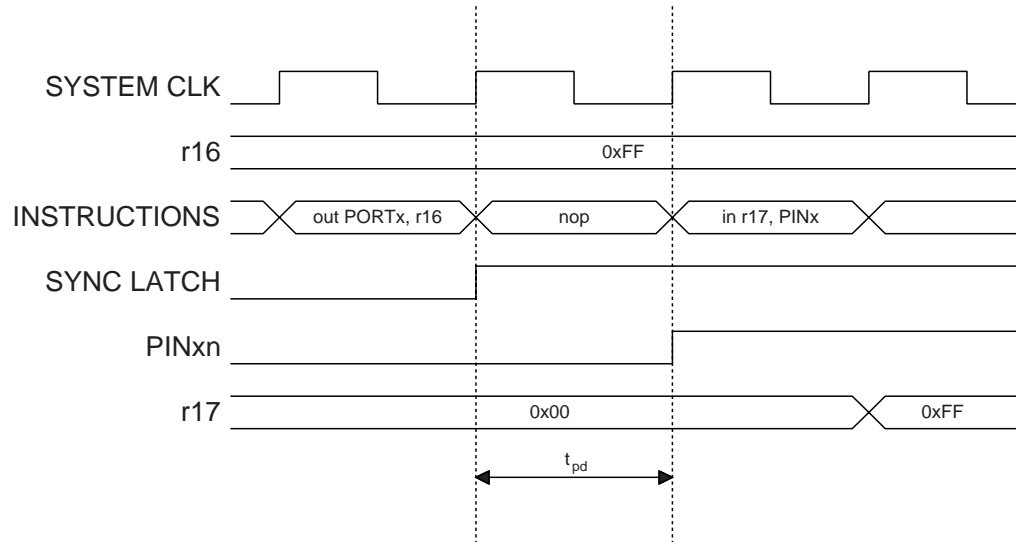 SYSTEM CLK
r16
0xFF
INSTRUCTIONS
out PORTx, r16
nop
in r17, PINx
SYNC LATCH
PINxn
r17
0x00
0xFF
tpd